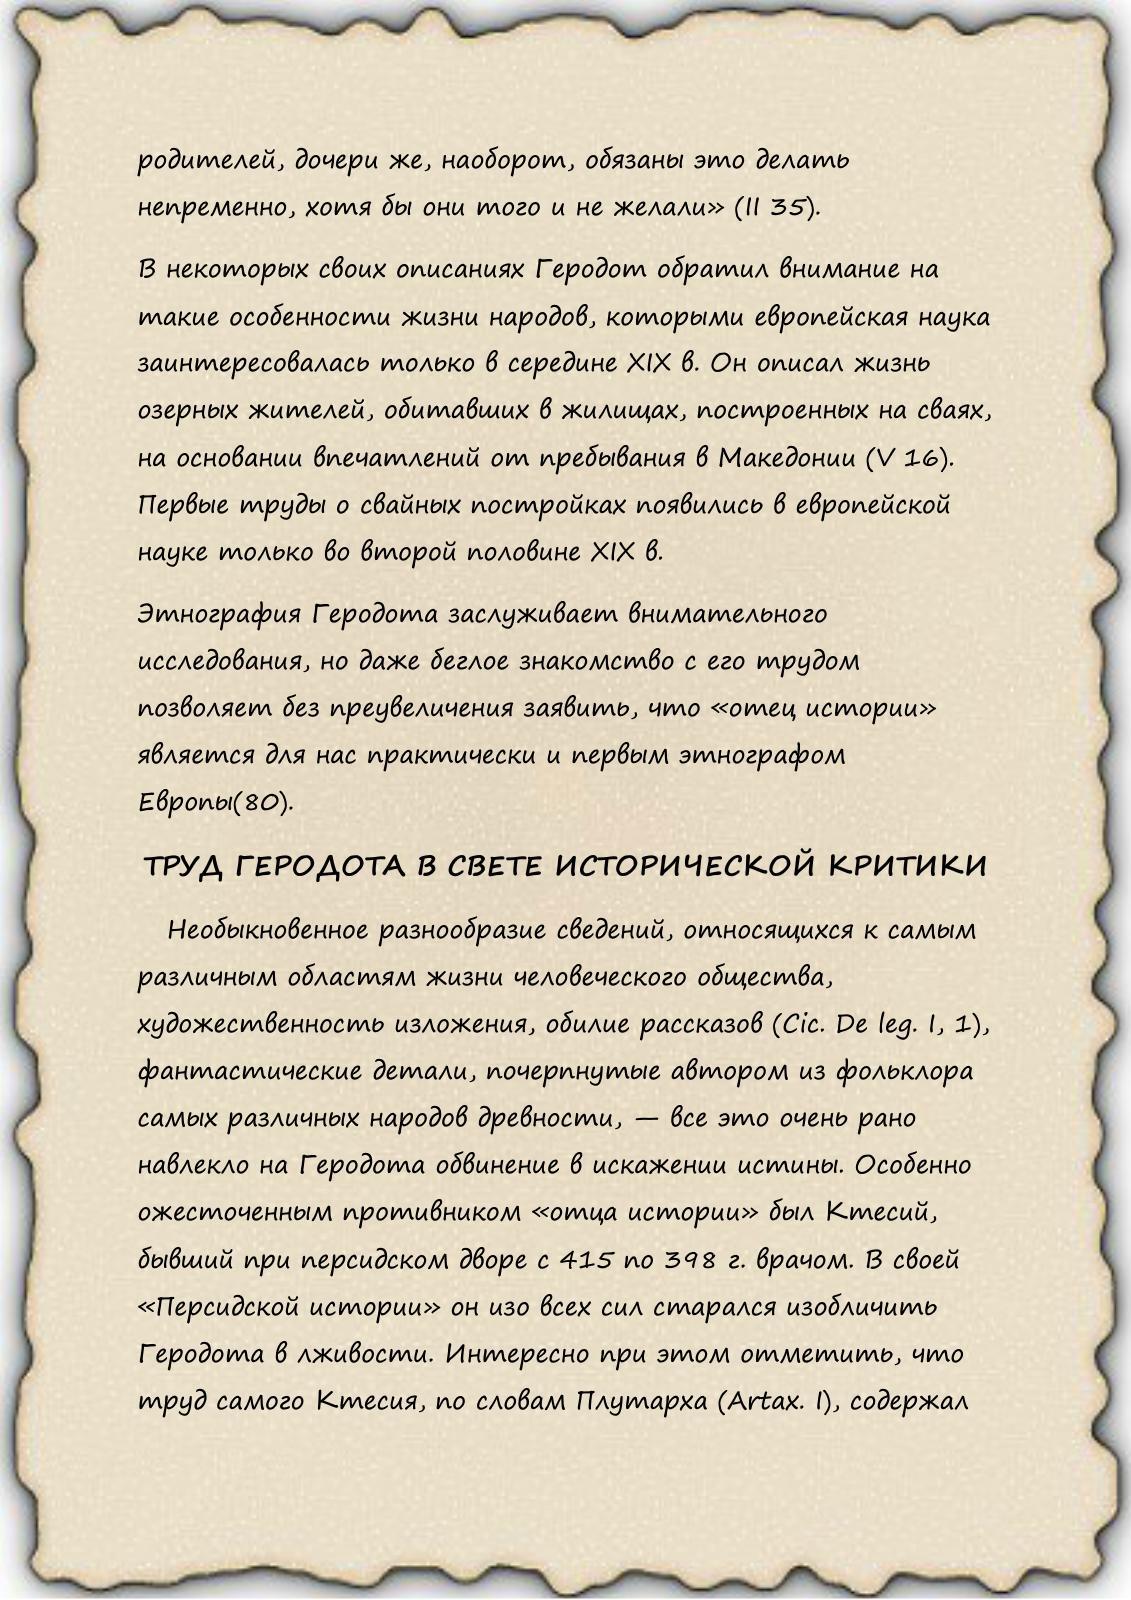 родителей, дочери же, наоборот, обязаны это делать
непременно, хотя бы они того и не желали» (II 35).
В некоторых своих описаниях Геродот обратил внимание на
такие особенности жизни народов, которыми европейская наука
заинтересовалась только в середине XIX в. Он описал жизнь
озерных жителей, обитавших в жилищах, построенных на сваях,
на основании впечатлений от пребывания в Македонии (V 16).
Первые труды о свайных постройках появились в европейской
науке только во второй половине XIX в.
Этнография Геродота заслуживает внимательного
исследования, но даже беглое знакомство с его трудом
позволяет без преувеличения заявить, что «отец истории»
является для нас практически и первым этнографом
Европы(80).
ТРУД ГЕРОДОТА В СВЕТЕ ИСТОРИЧЕСКОЙ КРИТИКИ
Необыкновенное разнообразие сведений, относящихся к самым
различным областям жизни человеческого общества,
художественность изложения, обилие рассказов (Cic. De leg. I, 1),
фантастические детали, почерпнутые автором из фольклора
самых различных народов древности, — все это очень рано
навлекло на Геродота обвинение в искажении истины. Особенно
ожесточенным противником «отца истории» был Ктесий,
бывший при персидском дворе с 415 по 398 г. врачом. В своей
«Персидской истории» он изо всех сил старался изобличить
Геродота в лживости. Интересно при этом отметить, что
труд самого Ктесия, по словам Плутарха (Artax. I), содержал